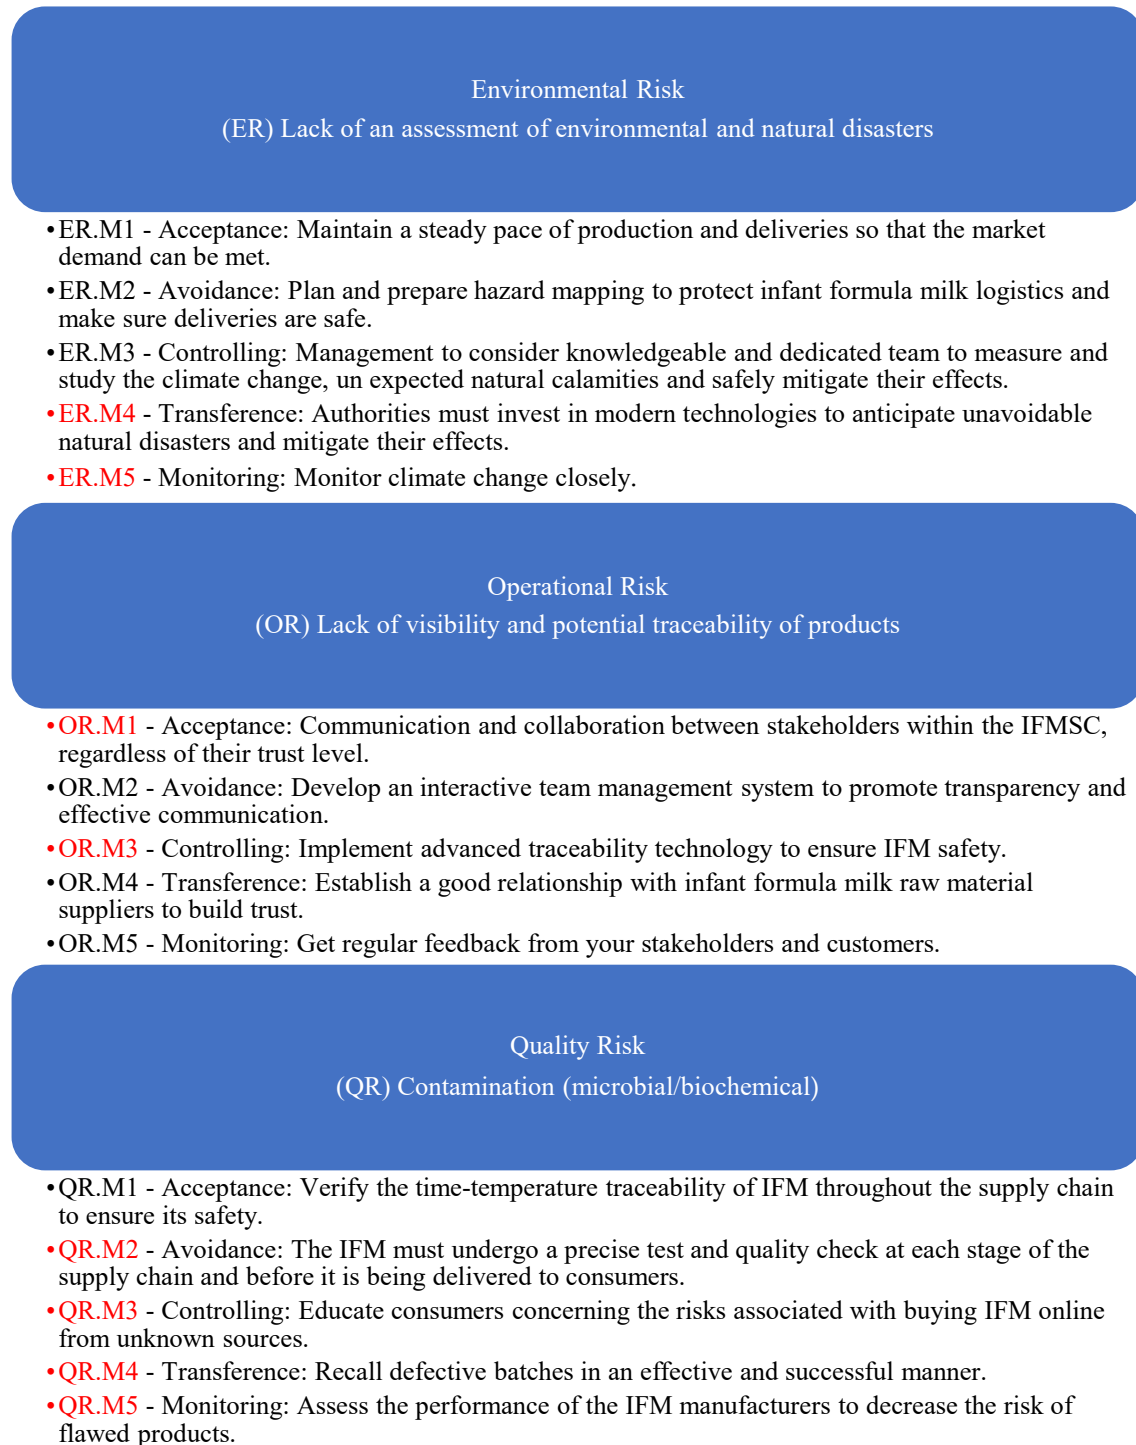 Environmental Risk
(ER) Lack of an assessment of environmental and natural disasters
•ER.M1 - Acceptance: Maintain a steady pace of production and deliveries so that the market
demand can be met.
•ER.M2 - Avoidance: Plan and prepare hazard mapping to protect infant formula milk logistics and
make sure deliveries are safe.
•ER.M3 - Controlling: Management to consider knowledgeable and dedicated team to measure and
study the climate change, un expected natural calamities and safely mitigate their effects.
•ER.M4 - Transference: Authorities must invest in modern technologies to anticipate unavoidable
natural disasters and mitigate their effects.
•ER.M5 - Monitoring: Monitor climate change closely.
Operational Risk
(OR) Lack of visibility and potential traceability of products
•OR.M1 - Acceptance: Communication and collaboration between stakeholders within the IFMSC,
regardless of their trust level.
•OR.M2 - Avoidance: Develop an interactive team management system to promote transparency and
effective communication.
•OR.M3 - Controlling: Implement advanced traceability technology to ensure IFM safety.
•OR.M4 - Transference: Establish a good relationship with infant formula milk raw material
suppliers to build trust.
•OR.M5 - Monitoring: Get regular feedback from your stakeholders and customers.
Quality Risk
(QR) Contamination (microbial/biochemical)
•QR.M1 - Acceptance: Verify the time-temperature traceability of IFM throughout the supply chain
to ensure its safety.
•QR.M2 - Avoidance: The IFM must undergo a precise test and quality check at each stage of the
supply chain and before it is being delivered to consumers.
•QR.M3 - Controlling: Educate consumers concerning the risks associated with buying IFM online
from unknown sources.
•QR.M4 - Transference: Recall defective batches in an effective and successful manner.
•QR.M5 - Monitoring: Assess the performance of the IFM manufacturers to decrease the risk of
flawed products.